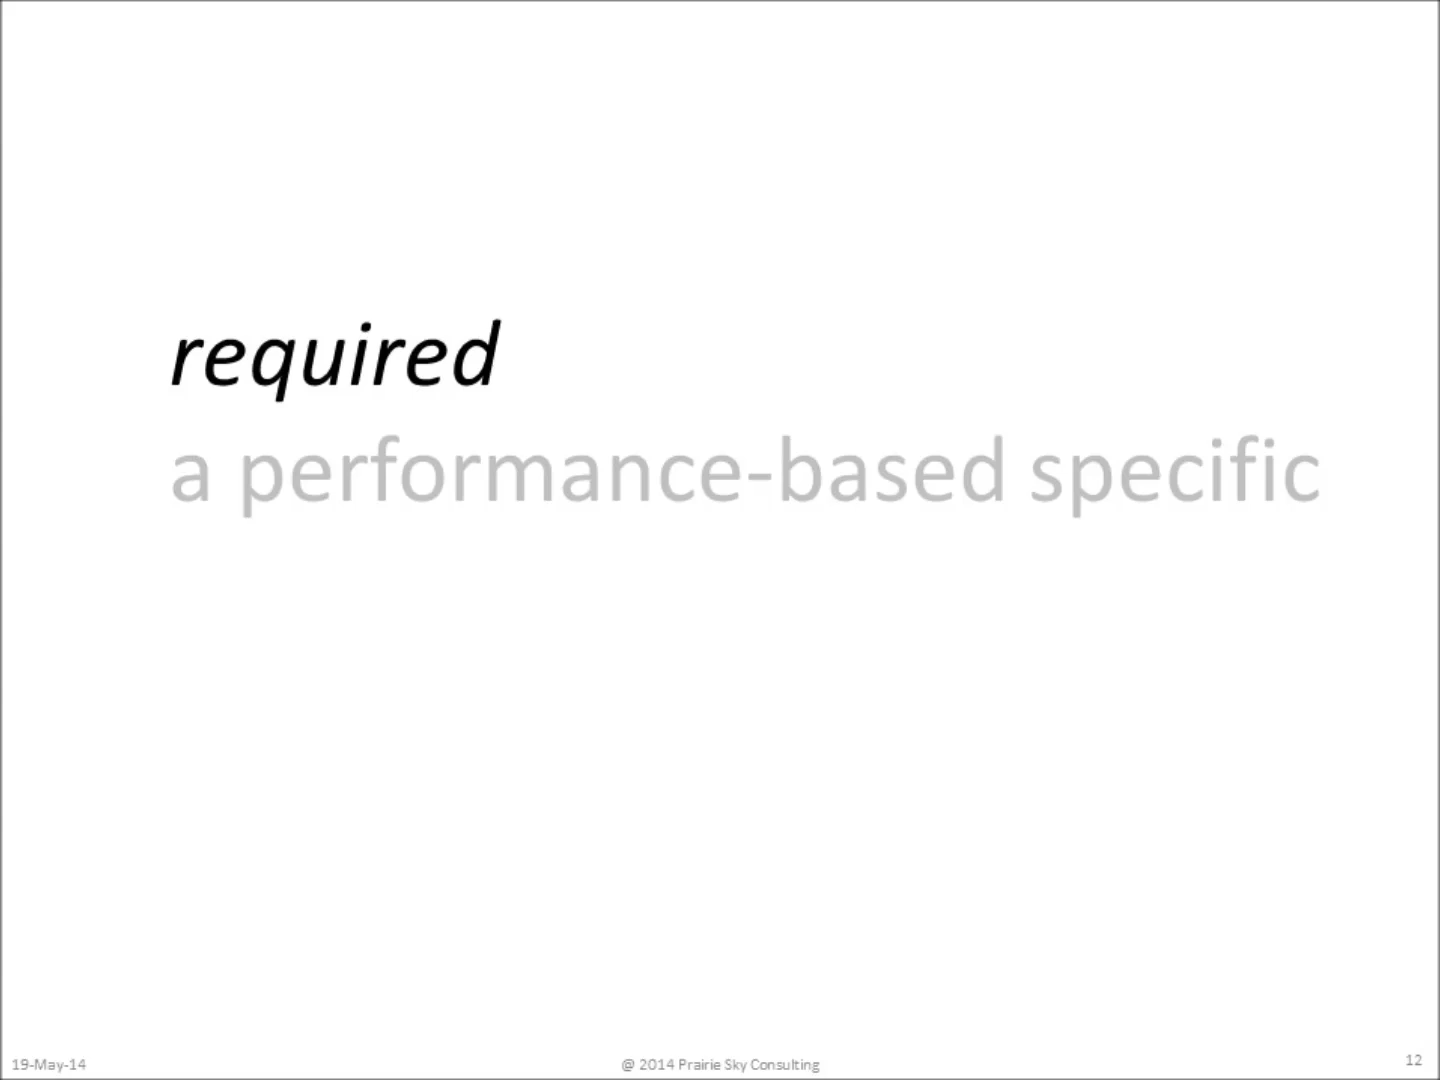 required
a performance-based specific
19-May-14
@ 2014 Prairie Sky Consulting
12